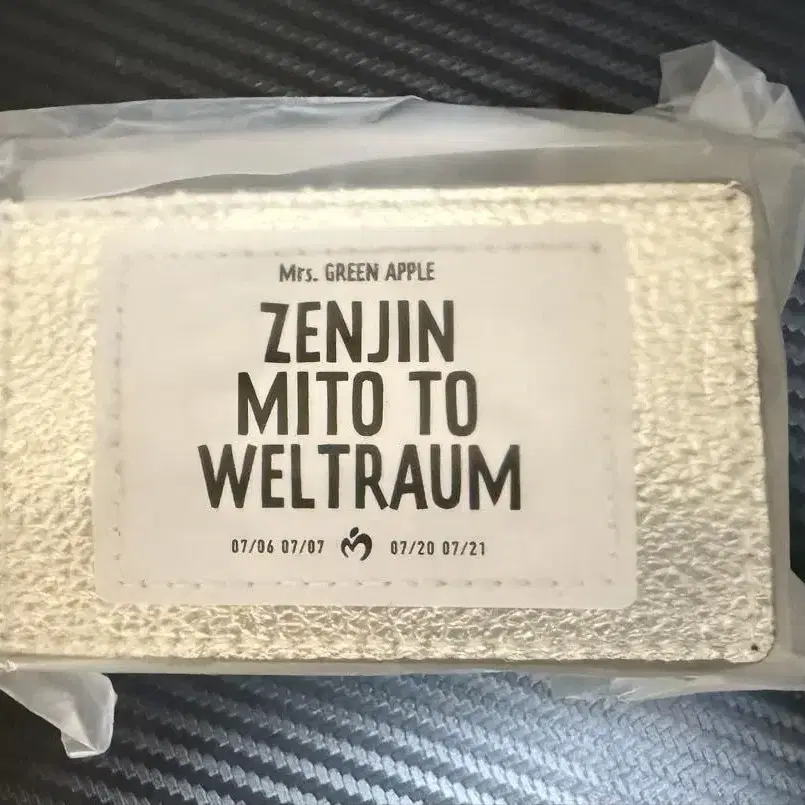 Mrs. GREEN APPLE
ZENJIN
MITO TO
WELTRAUM
07/06 07/07 07/20 07/21